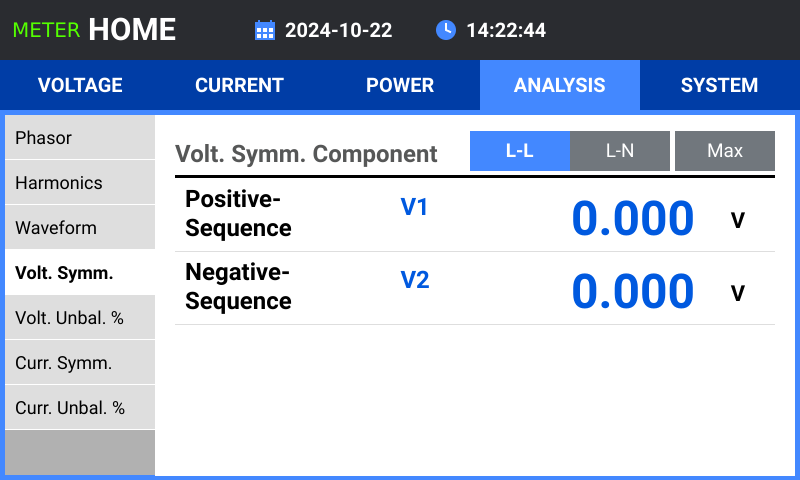 METER HOME 2024-10-22 14:22:44
VOLTAGE CURRENT POWER ANALYSIS SYSTEM
Phasor
Harmonics
Waveform
Volt. Symm.
Volt. Unbal. %
Curr. Symm.
Curr. Unbal. %
Volt. Symm. Component L-L L-N Max
Positive-
Sequence V1 0.000 V
Negative-
Sequence V2 0.000 V